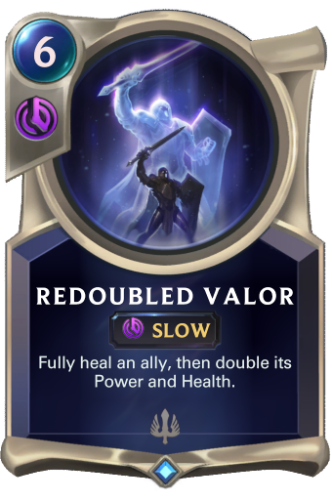 6
REDOUBLED VALOR
SLOW
Fully heal an ally, then double its
Power and Health.